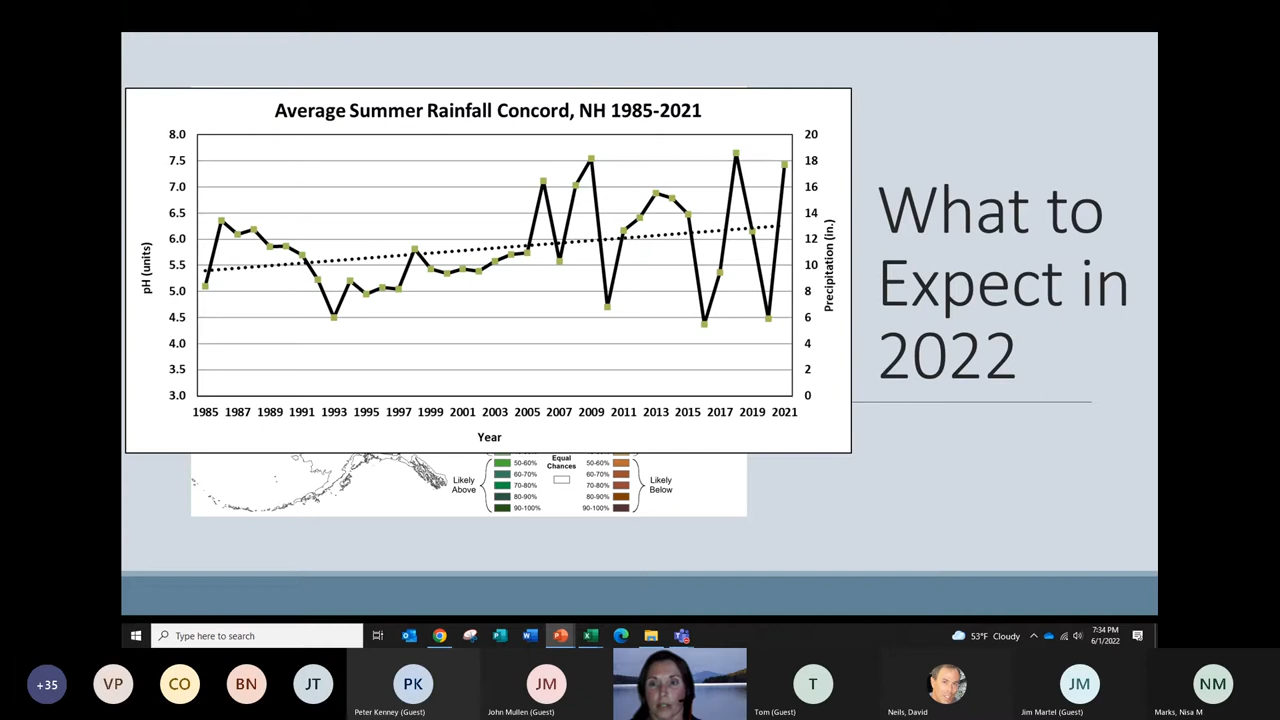 Average Summer Rainfall Concord, NH 1985-2021
8.0
7.5
7.0
6.5
6.0
5.5
5.0
4.5
4.0
3.5
3.0
pH (units)
20
18
16
14
12
10
8
6
4
2
0
Precipitation (in.)
1985 1987 1989 1991 1993 1995 1997 1999 2001 2003 2005 2007 2009 2011 2013 2015 2017 2019 2021
Year
What to
Expect in
2022
Likely
Above
50-60%
60-70%
70-80%
80-90%
90-100%
Equal
Chances
50-60%
60-70%
70-80%
80-90%
90-100%
Likely
Below
Type here to search
53°F Cloudy
7:34 PM
6/1/2022
+35
VP
CO
BN
JT
PK
Peter Kenney (Guest)
JM
John Mullen (Guest)
T
Tom (Guest)
Neils, David
JM
Jim Martel (Guest)
NM
Marks, Nisa M